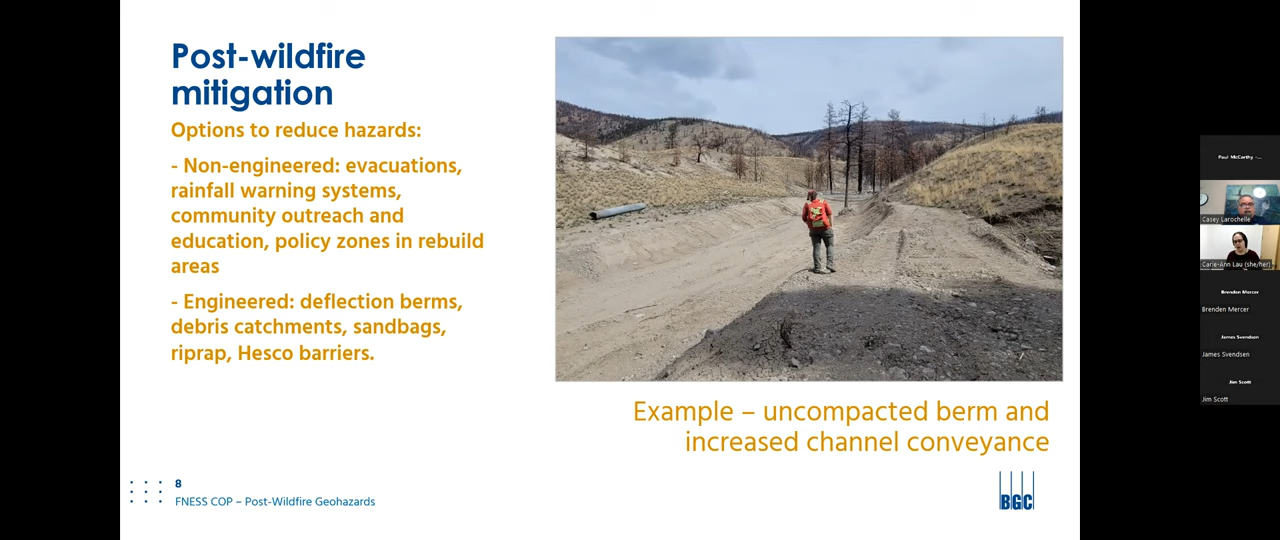 Post-wildfire
mitigation
Options to reduce hazards:
- Non-engineered: evacuations,
rainfall warning systems,
community outreach and
education, policy zones in rebuild
areas
- Engineered: deflection berms,
debris catchments, sandbags,
riprap, Hesco barriers.
Example – uncompacted berm and
increased channel conveyance
8
FNESS COP – Post-Wildfire Geohazards
BGC
Paul McCarthy -...
Casey Larochelle
Carie-Ann Lau (she/her)
Brenden Mercer
Brenden Mercer
James Svendsen
James Svendsen
Jim Scott
Jim Scott